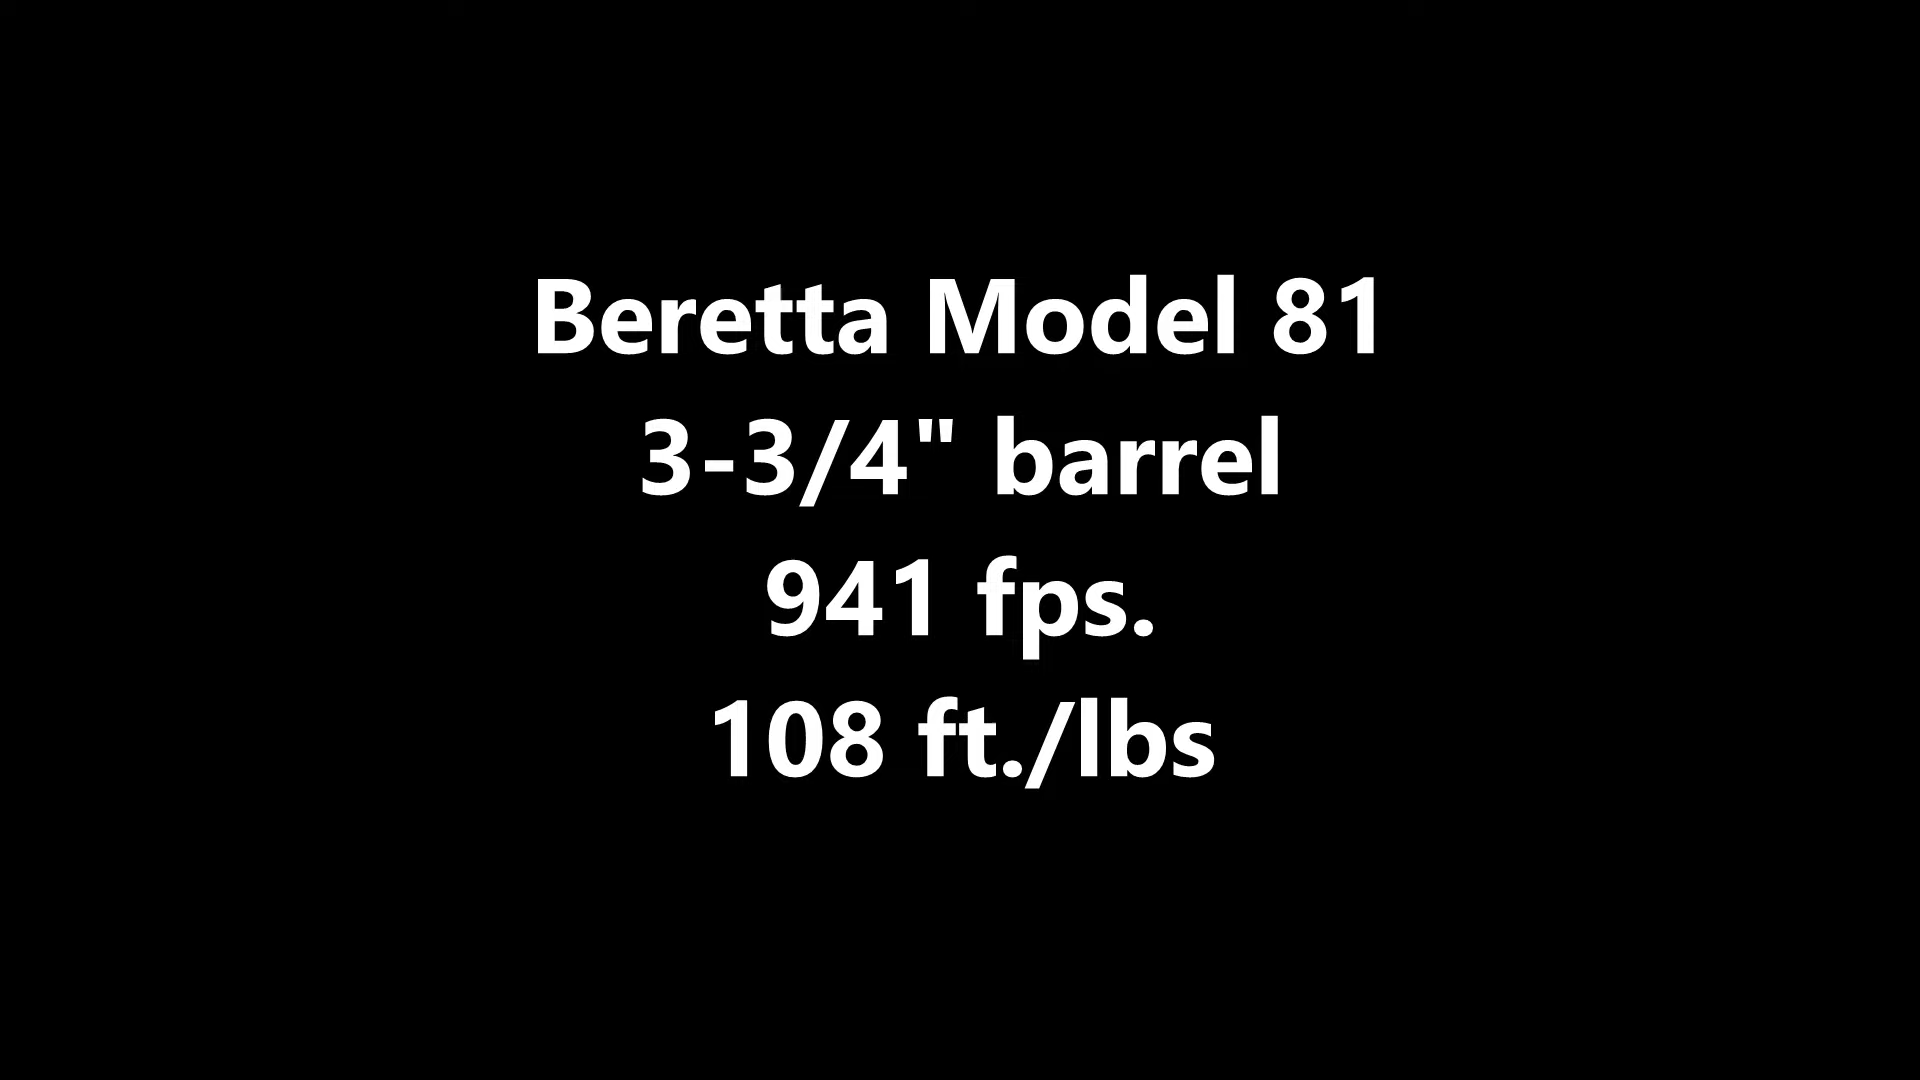 Beretta Model 81
3-3/4" barrel
941 fps.
108 ft./lbs